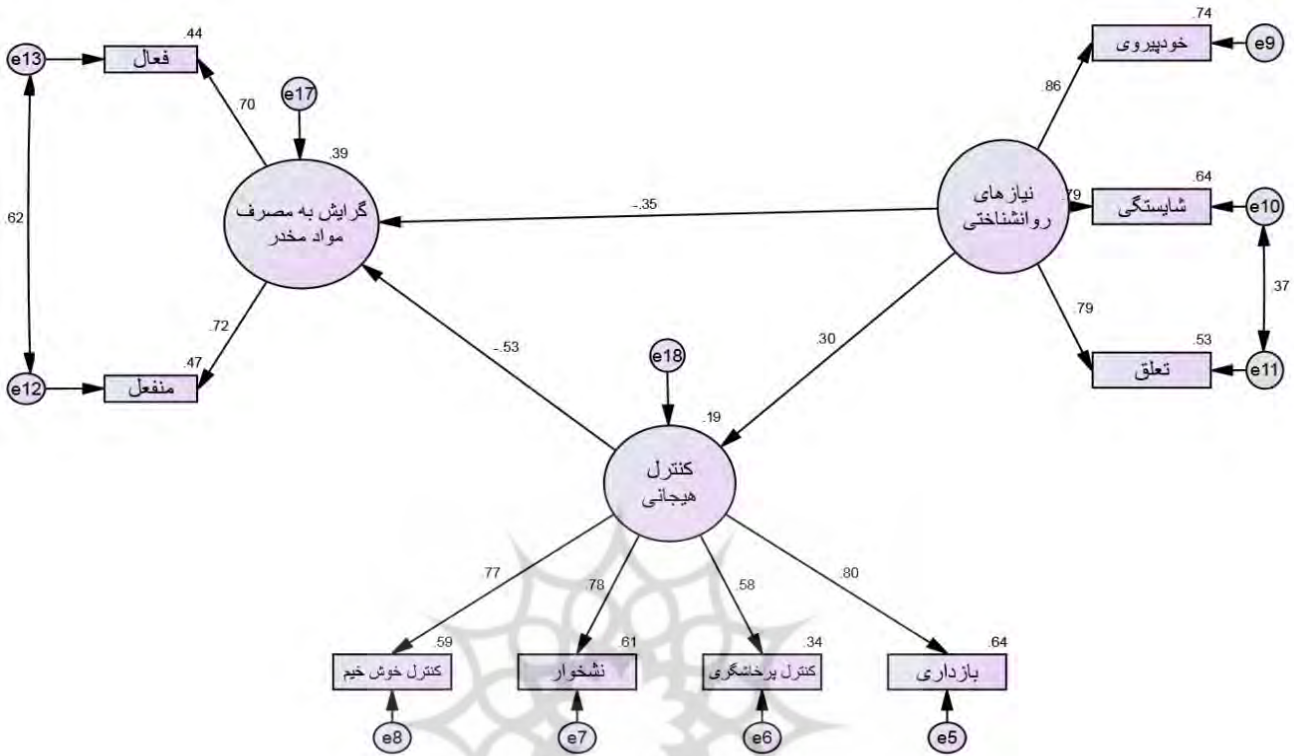 .74
.44
خودپیروی
e9
فعال
e13
e17
.86
.70
.39
.64
نیازهای
گرایش به مصرف
.79
شایستگی
e10
روانشناختی
-.35
مواد مخدر
.62
.37
.79
.72
.30
.53
-.53
e18
.47
تعلق
e11
منفعل
e12
.19
کنترل
هیجانی
.77
.78
.58
.80
.59
.61
.34
.64
کنترل خوش خیم
نشخوار
کنترل پرخاشگری
بازداری
e8
e7
e6
e5